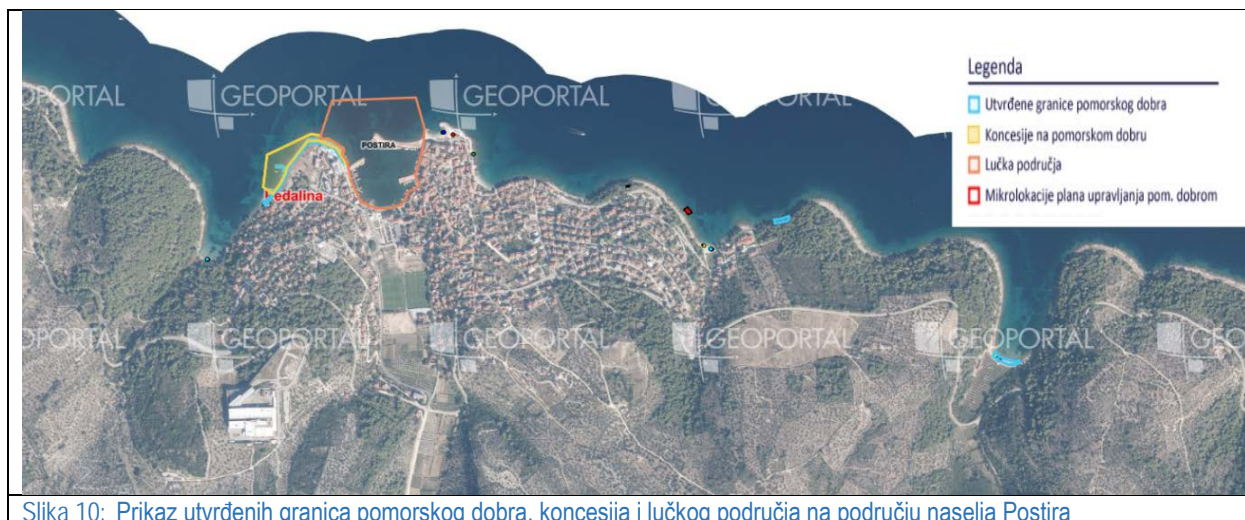 GEOPORTAL
GEOPORTAL
GEOPORTAL
Legenda
Utvrđene granice pomorskog dobra
Koncesije na pomorskom dobru
Lučka područja
Mikrolokacije plana upravljanja pom. dobrom
POSTIRA
GEOPORTAL
GEOPORTAL
GEOPORTAL
GEOPORTAL
Slika 10: Prikaz utvrđenih granica pomorskog dobra, koncesija i lučkog područja na području naselja Postira